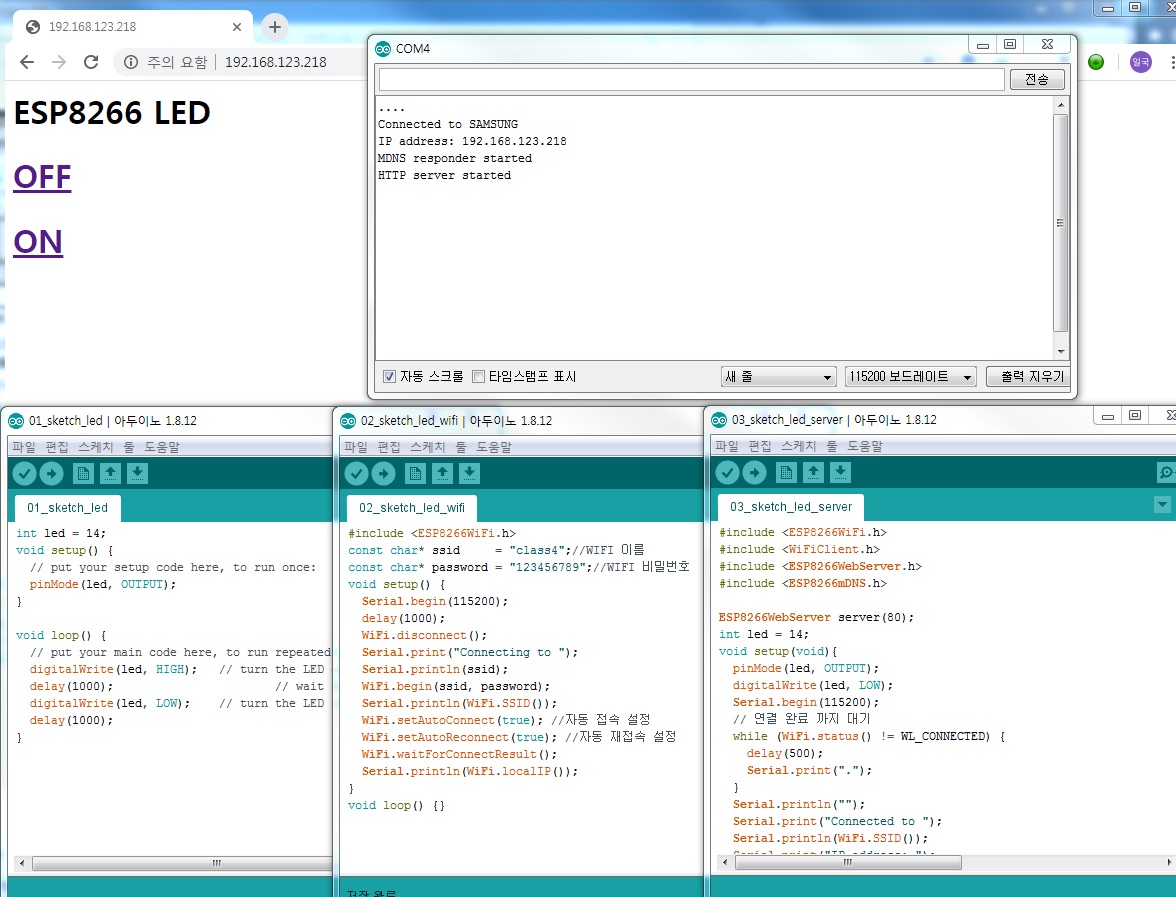 192.168.123.218
주의 요함 192.168.123.218
일국
ESP8266 LED
OFF
ON
COM4
전송
....
Connected to SAMSUNG
IP address: 192.168.123.218
MDNS responder started
HTTP server started
자동 스크롤 타임스탬프 표시 새 줄 115200 보드레이트 출력 지우기
01_sketch_led | 아두이노 1.8.12
파일 편집 스케치 툴 도움말
01_sketch_led
int led = 14;
void setup() {
// put your setup code here, to run once:
pinMode(led, OUTPUT);
}
void loop() {
// put your main code here, to run repeated
digitalWrite(led, HIGH); // turn the LED
delay(1000); // wait
digitalWrite(led, LOW); // turn the LED
delay(1000);
}
02_sketch_led_wifi | 아두이노 1.8.12
파일 편집 스케치 툴 도움말
02_sketch_led_wifi
#include <ESP8266WiFi.h>
const char* ssid = "class4";//WIFI 이름
const char* password = "123456789";//WIFI 비밀번호
void setup() {
Serial.begin(115200);
delay(1000);
WiFi.disconnect();
Serial.print("Connecting to ");
Serial.println(ssid);
WiFi.begin(ssid, password);
Serial.println(WiFi.SSID());
WiFi.setAutoConnect(true); //자동 접속 설정
WiFi.setAutoReconnect(true); //자동 재접속 설정
WiFi.waitForConnectResult();
Serial.println(WiFi.localIP());
}
void loop() {}
저장 완료
03_sketch_led_server | 아두이노 1.8.12
파일 편집 스케치 툴 도움말
03_sketch_led_server
#include <ESP8266WiFi.h>
#include <WiFiClient.h>
#include <ESP8266WebServer.h>
#include <ESP8266mDNS.h>
ESP8266WebServer server(80);
int led = 14;
void setup(void){
pinMode(led, OUTPUT);
digitalWrite(led, LOW);
Serial.begin(115200);
// 연결 완료 까지 대기
while (WiFi.status() != WL_CONNECTED) {
delay(500);
Serial.print(".");
}
Serial.println("");
Serial.print("Connected to ");
Serial.println(WiFi.SSID());
Serial.print("IP address: ");